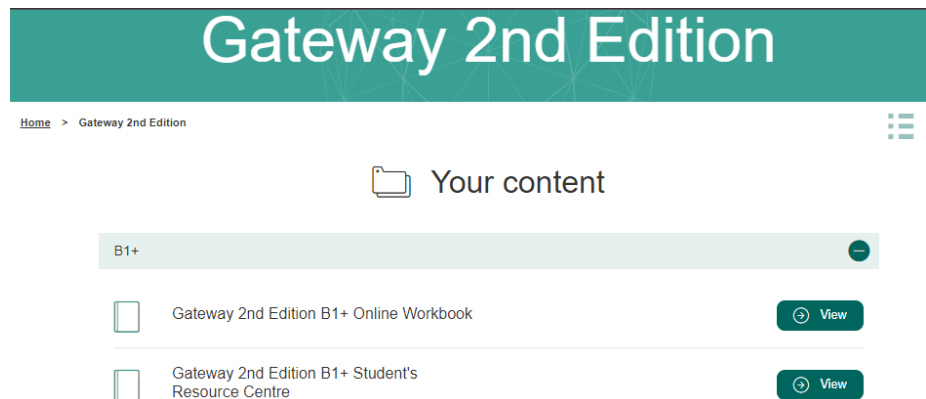 Gateway 2nd Edition
Home > Gateway 2nd Edition
Your content
B1+
Gateway 2nd Edition B1+ Online Workbook
View
Gateway 2nd Edition B1+ Student's
Resource Centre
View